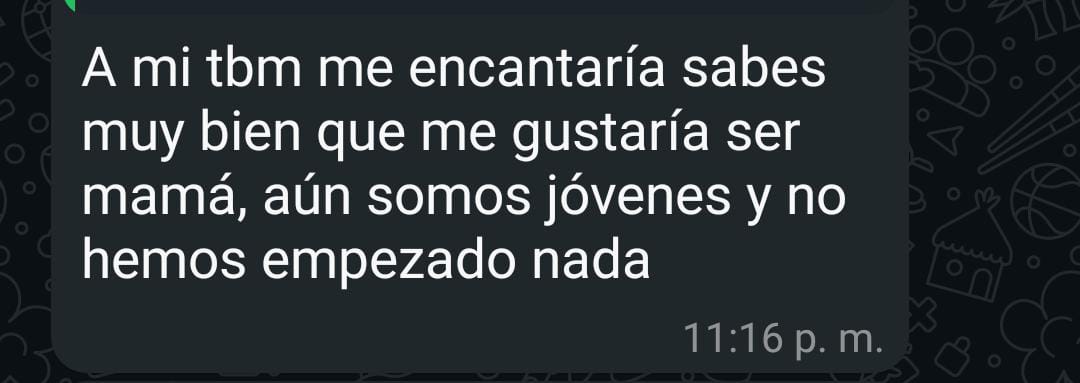 A mi tbm me encantaría sabes
muy bien que me gustaría ser
mamá, aún somos jóvenes y no
hemos empezado nada
11:16 p. m.